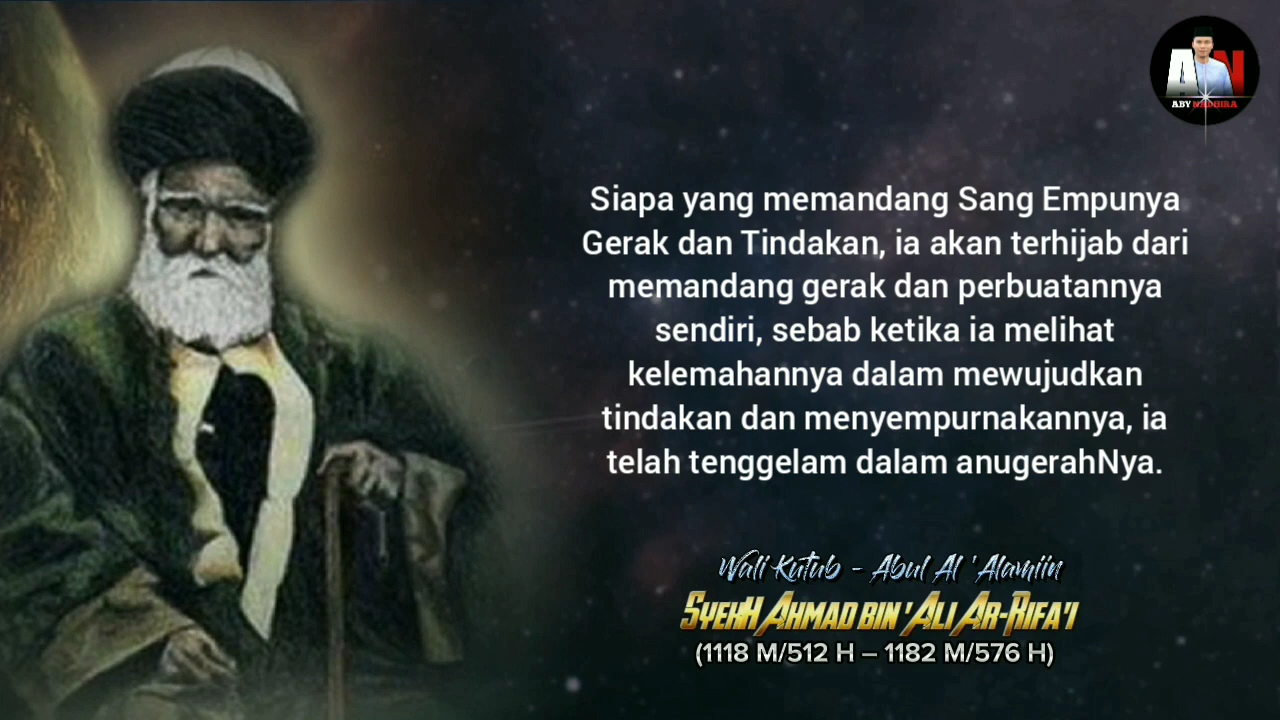 ABY NADHIRA
Siapa yang memandang Sang Empunya
Gerak dan Tindakan, ia akan terhijab dari
memandang gerak dan perbuatannya
sendiri, sebab ketika ia melihat
kelemahannya dalam mewujudkan
tindakan dan menyempurnakannya, ia
telah tenggelam dalam anugerahNya.
Wali Kutub - Abul Al 'Alamiin
SyehH Ahmad bin 'Ali Ar-Rifa'i
(1118 M/512 H – 1182 M/576 H)